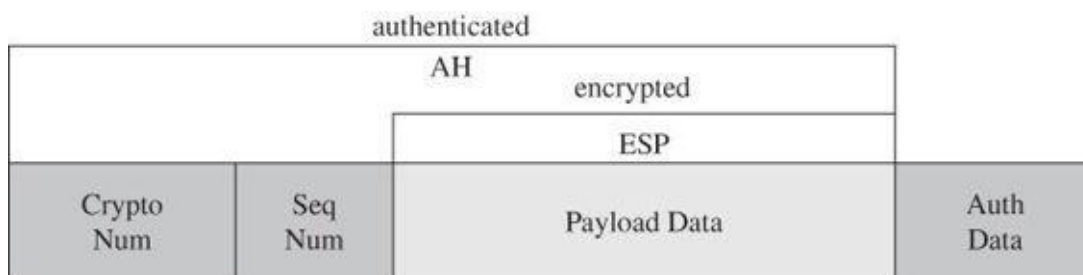 authenticated
AH
encrypted
ESP
Crypto
Num
Seq
Num
Payload Data
Auth
Data